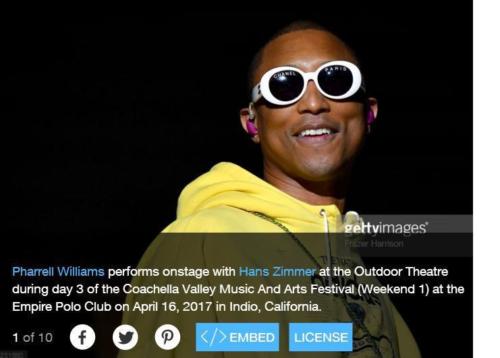 CHANEL PARIS
gettyimages®
Frazer Harrison
Pharrell Williams performs onstage with Hans Zimmer at the Outdoor Theatre
during day 3 of the Coachella Valley Music And Arts Festival (Weekend 1) at the
Empire Polo Club on April 16, 2017 in Indio, California.
1 of 10 </> EMBED LICENSE